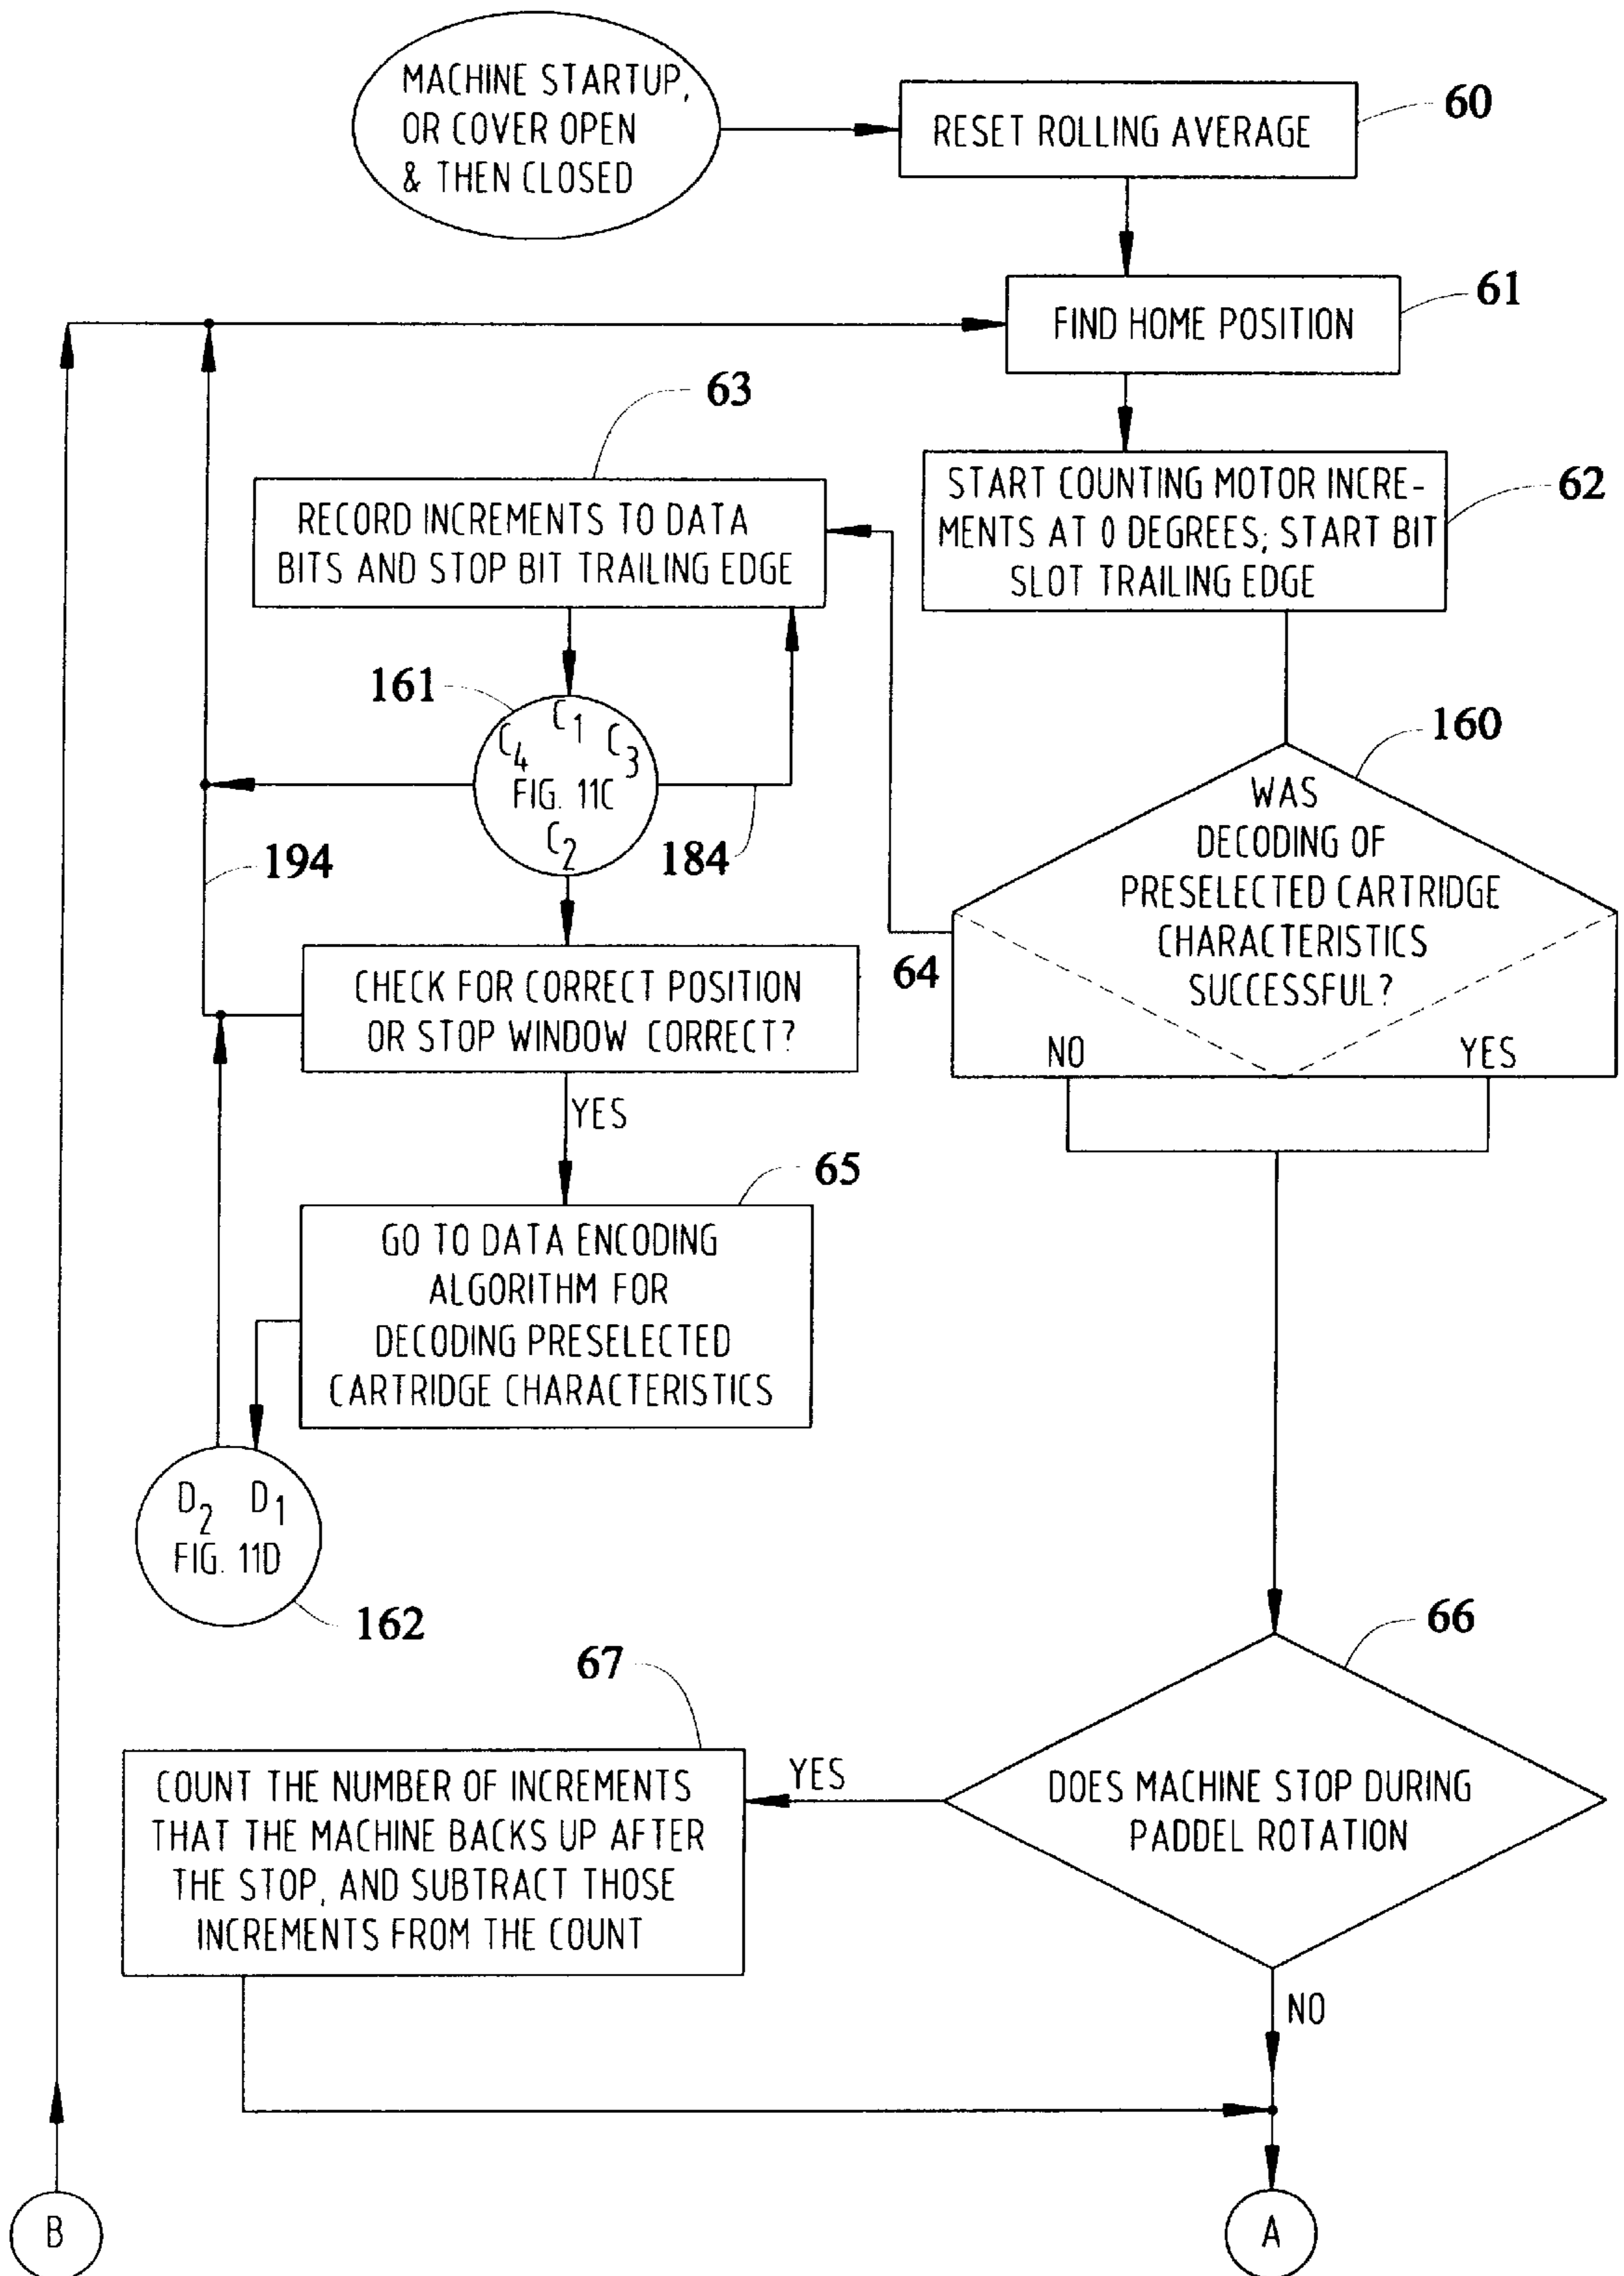 MACHINE STARTUP,
OR COVER OPEN
& THEN CLOSED
RESET ROLLING AVERAGE
60
FIND HOME POSITION
61
START COUNTING MOTOR INCRE-
MENTS AT 0 DEGREES; START BIT
SLOT TRAILING EDGE
62
63
RECORD INCREMENTS TO DATA
BITS AND STOP BIT TRAILING EDGE
161
C1
C4
C3
FIG. 11C
C2
184
194
160
WAS
DECODING OF
PRESELECTED CARTRIDGE
CHARACTERISTICS
SUCCESSFUL?
NO
YES
64
CHECK FOR CORRECT POSITION
OR STOP WINDOW CORRECT?
YES
65
GO TO DATA ENCODING
ALGORITHM FOR
DECODING PRESELECTED
CARTRIDGE CHARACTERISTICS
D2 D1
FIG. 11D
162
66
DOES MACHINE STOP DURING
PADDEL ROTATION
YES
NO
67
COUNT THE NUMBER OF INCREMENTS
THAT THE MACHINE BACKS UP AFTER
THE STOP, AND SUBTRACT THOSE
INCREMENTS FROM THE COUNT
B
A